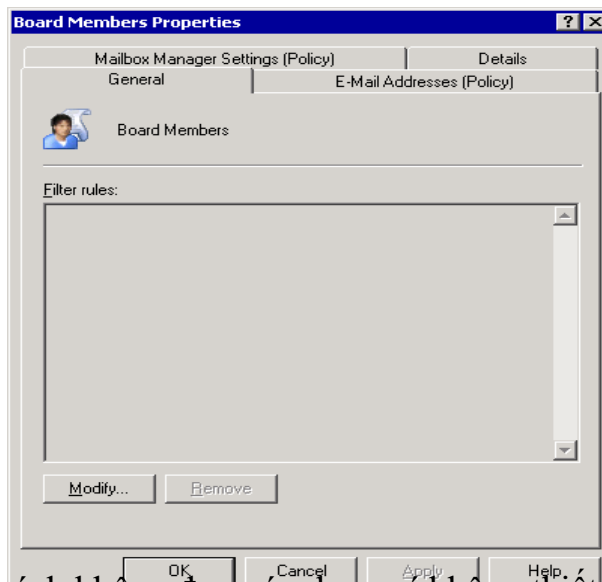 Board Members Properties
Mailbox Manager Settings (Policy) Details
General E-Mail Addresses (Policy)
Board Members
Filter rules:
Modify... Remove
OK Cancel Apply Help